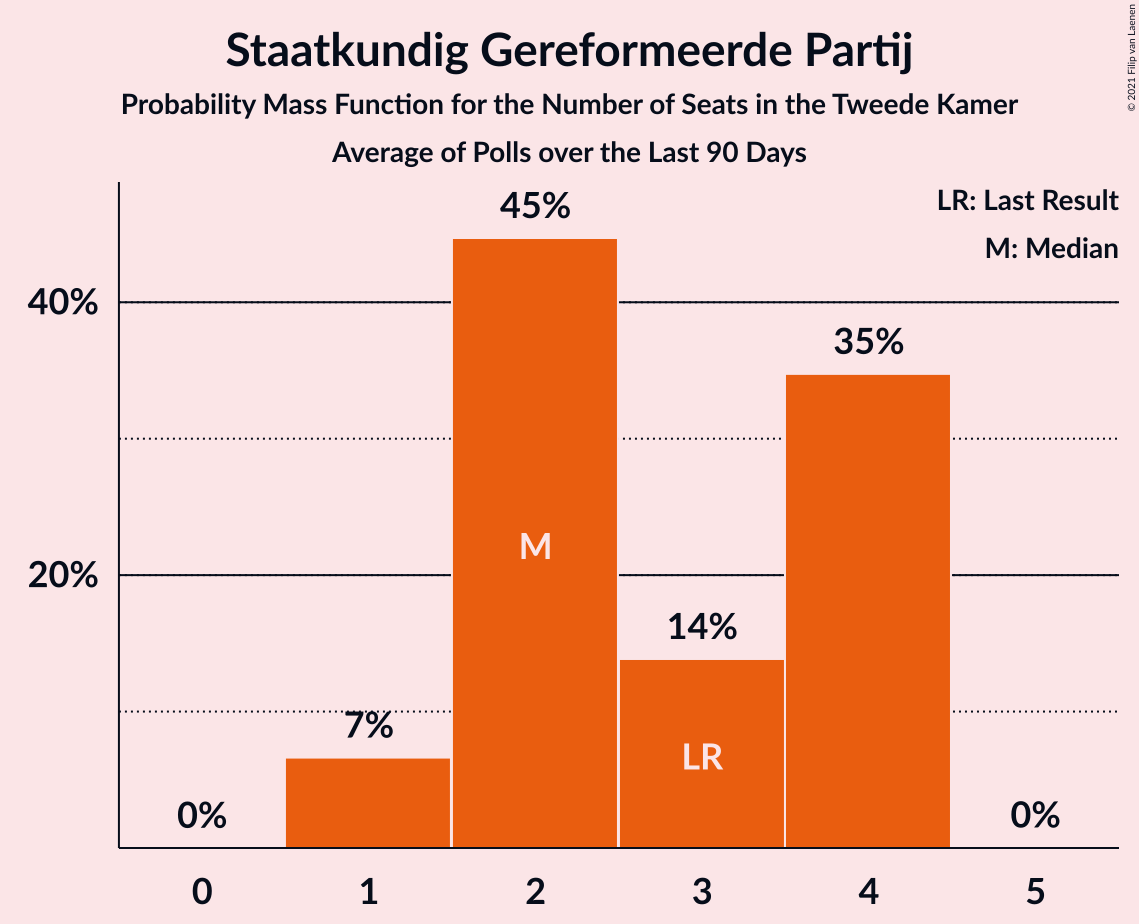 Staatkundig Gereformeerde Partij
Probability Mass Function for the Number of Seats in the Tweede Kamer
Average of Polls over the Last 90 Days
© 2021 Filip van Laenen
LR: Last Result
M: Median
45%
40%
35%
M
20%
14%
7%
LR
0%
0%
0 1 2 3 4 5